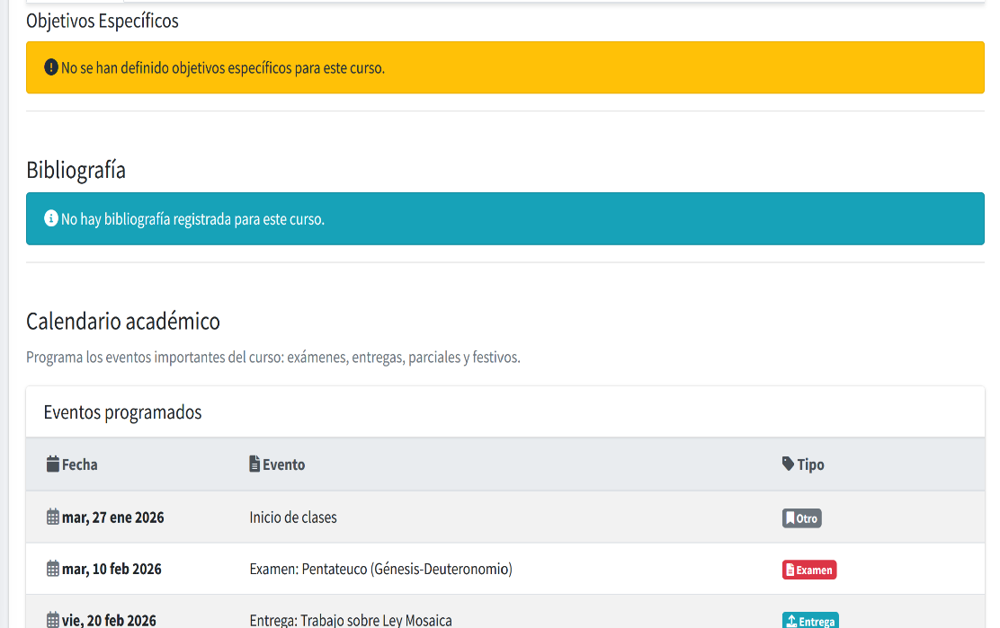 Objetivos Específicos
No se han definido objetivos específicos para este curso.
Bibliografía
No hay bibliografía registrada para este curso.
Calendario académico
Programa los eventos importantes del curso: exámenes, entregas, parciales y festivos.
Eventos programados
Fecha Evento Tipo
mar, 27 ene 2026 Inicio de clases Otro
mar, 10 feb 2026 Examen: Pentateuco (Génesis-Deuteronomio) Examen
vie, 20 feb 2026 Entrega: Trabajo sobre Ley Mosaica Entrega